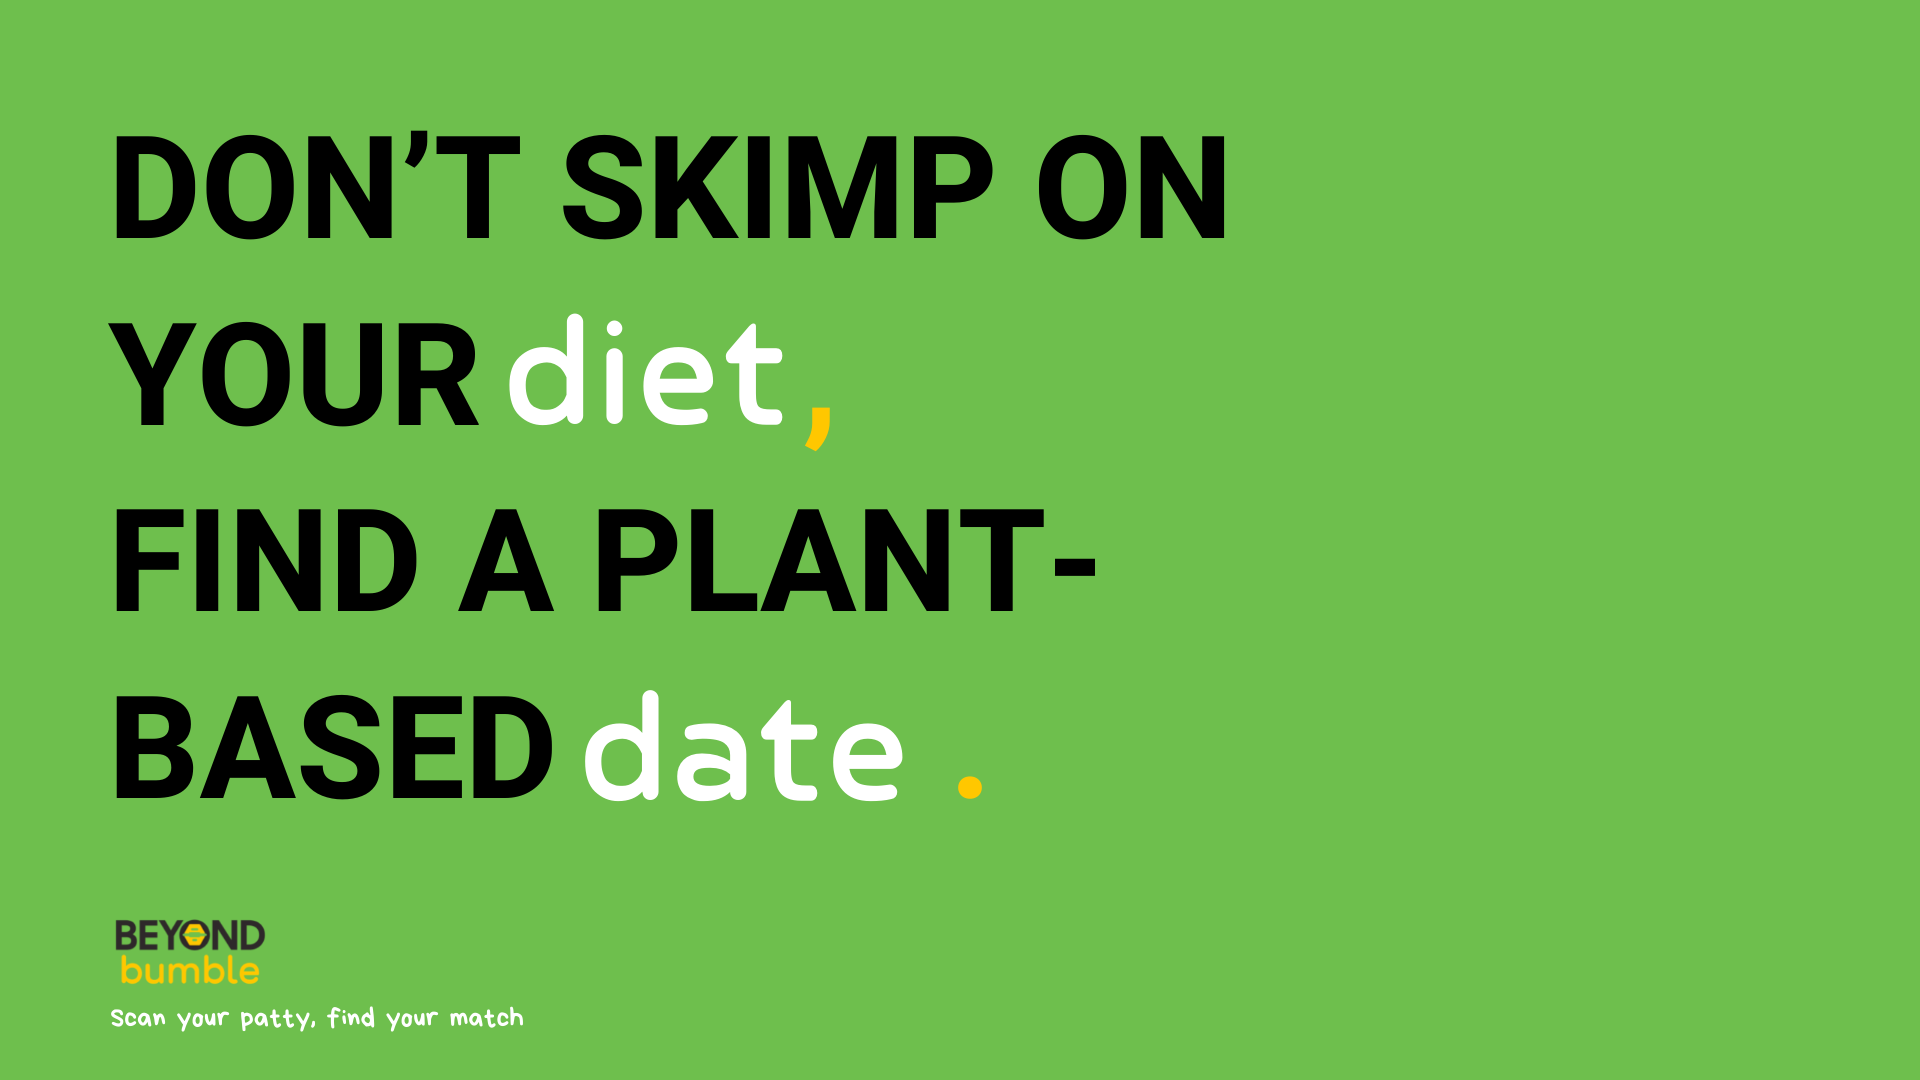 DON’T SKIMP ON
YOUR diet,
FIND A PLANT-
BASED date .
BEYOND
bumble
Scan your patty, find your match